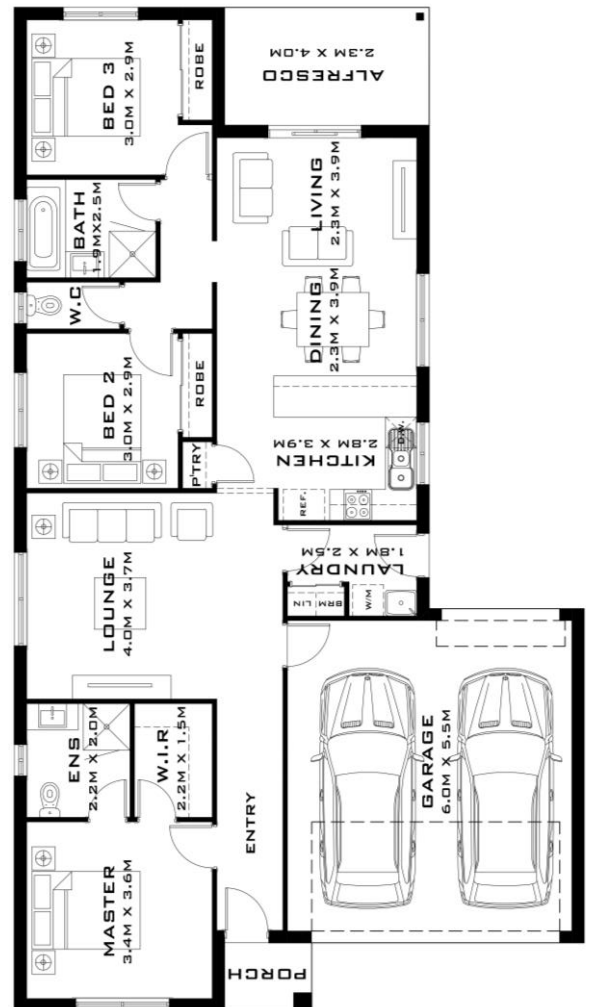 BED 3
3.0M X 2.9M
ROBE
ALFRESCO
2.3M X 4.0M
BATH
1.9MX2.5M
LIVING
2.3M X 3.9M
W.C
DINING
2.3M X 3.9M
BED 2
3.0M X 2.9M
ROBE
P'TRY
KITCHEN
2.8M X 3.9M
D.W.
REF.
LOUNGE
4.0M X 3.7M
LAUNDRY
1.8M X 2.5M
LIN
BRM
W/M
ENS
2.2M X 2.0M
W.I.R
2.2M X 1.5M
ENTRY
GARAGE
6.0M X 5.5M
MASTER
3.4M X 3.6M
PORCH